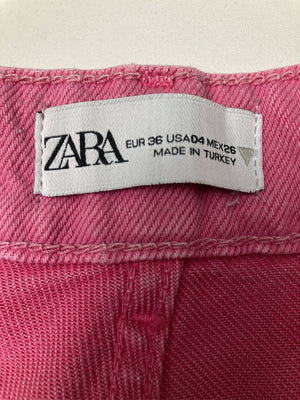 ZARA
EUR 36 USA 04 MEX 26
MADE IN TURKEY